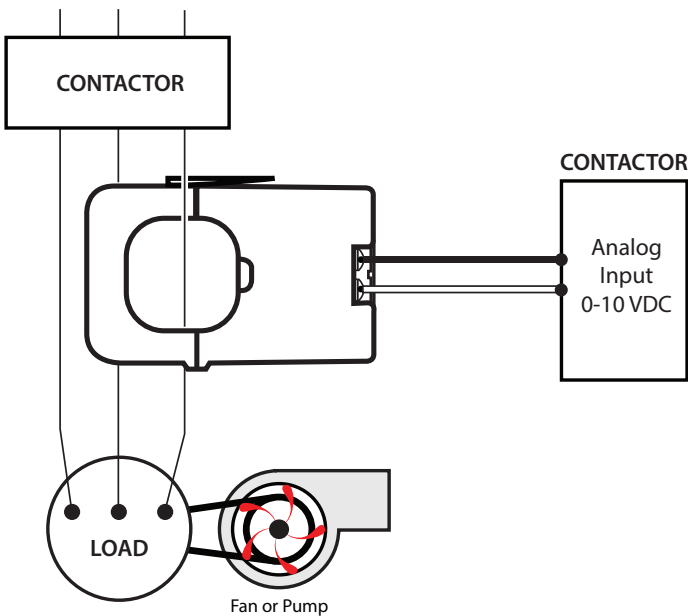 CONTACTOR
CONTACTOR
Analog
Input
0-10 VDC
LOAD
Fan or Pump